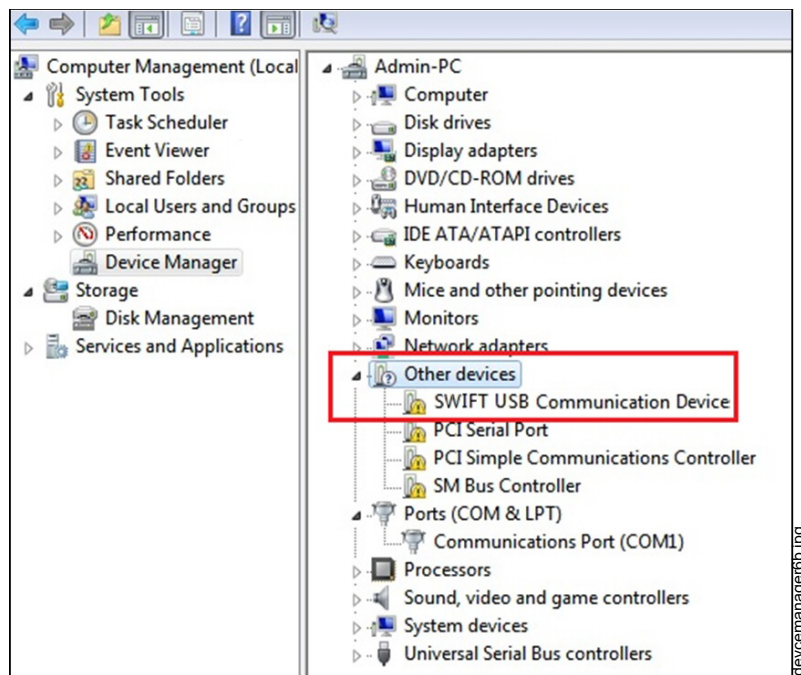 Computer Management (Local
System Tools
Task Scheduler
Event Viewer
Shared Folders
Local Users and Groups
Performance
Device Manager
Storage
Disk Management
Services and Applications
Admin-PC
Computer
Disk drives
Display adapters
DVD/CD-ROM drives
Human Interface Devices
IDE ATA/ATAPI controllers
Keyboards
Mice and other pointing devices
Monitors
Network adapters
Other devices
SWIFT USB Communication Device
PCI Serial Port
PCI Simple Communications Controller
SM Bus Controller
Ports (COM & LPT)
Communications Port (COM1)
Processors
Sound, video and game controllers
System devices
Universal Serial Bus controllers